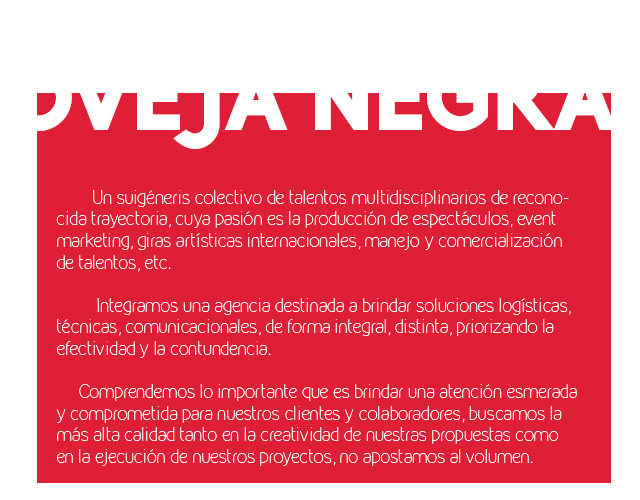 OVEJA NEGRA
Un suigéneris colectivo de talentos multidisciplinarios de recono-
cida trayectoria, cuya pasión es la producción de espectáculos, event
marketing, giras artísticas internacionales, manejo y comercialización
de talentos, etc.
Integramos una agencia destinada a brindar soluciones logísticas,
técnicas, comunicacionales, de forma integral, distinta, priorizando la
efectividad y la contundencia.
Comprendemos lo importante que es brindar una atención esmerada
y comprometida para nuestros clientes y colaboradores, buscamos la
más alta calidad tanto en la creatividad de nuestras propuestas como
en la ejecución de nuestros proyectos, no apostamos al volumen.